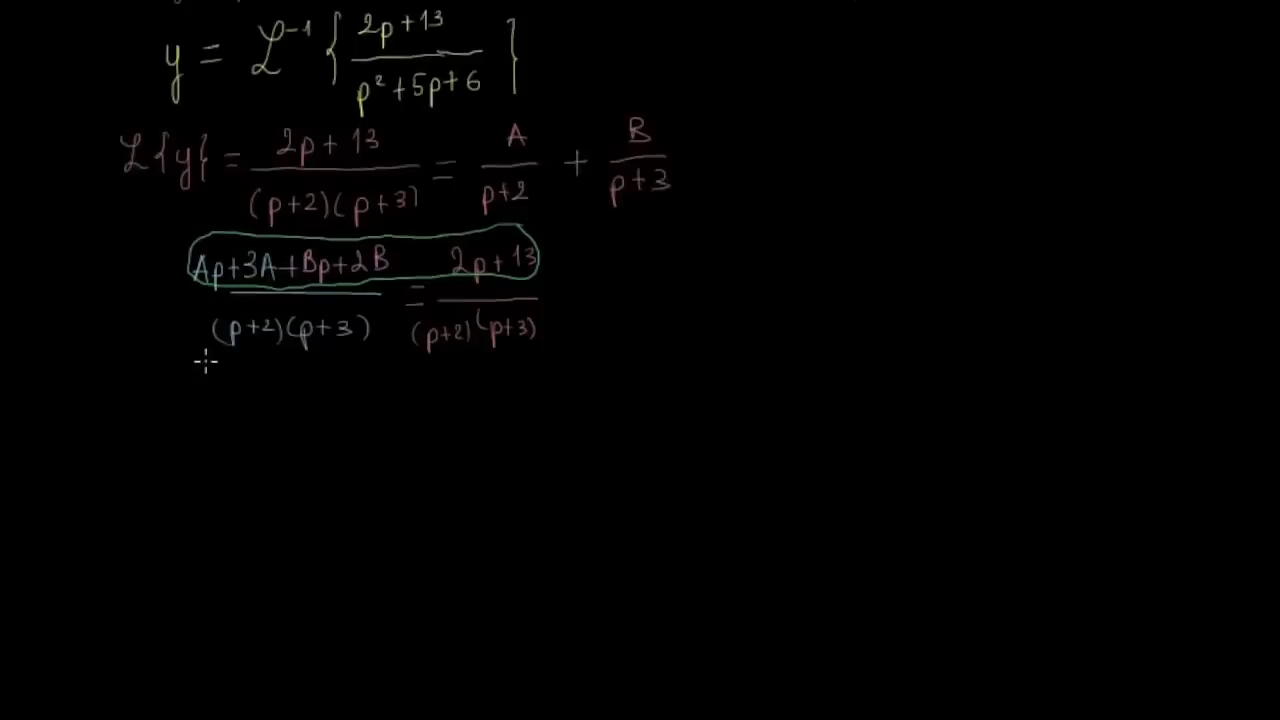 y = ℒ⁻¹ { (2p+13)/(p²+5p+6) }
ℒ{y} = (2p+13)/((p+2)(p+3)) = A/(p+2) + B/(p+3)
(Ap+3A+Bp+2B)/((p+2)(p+3)) = (2p+13)/((p+2)(p+3))